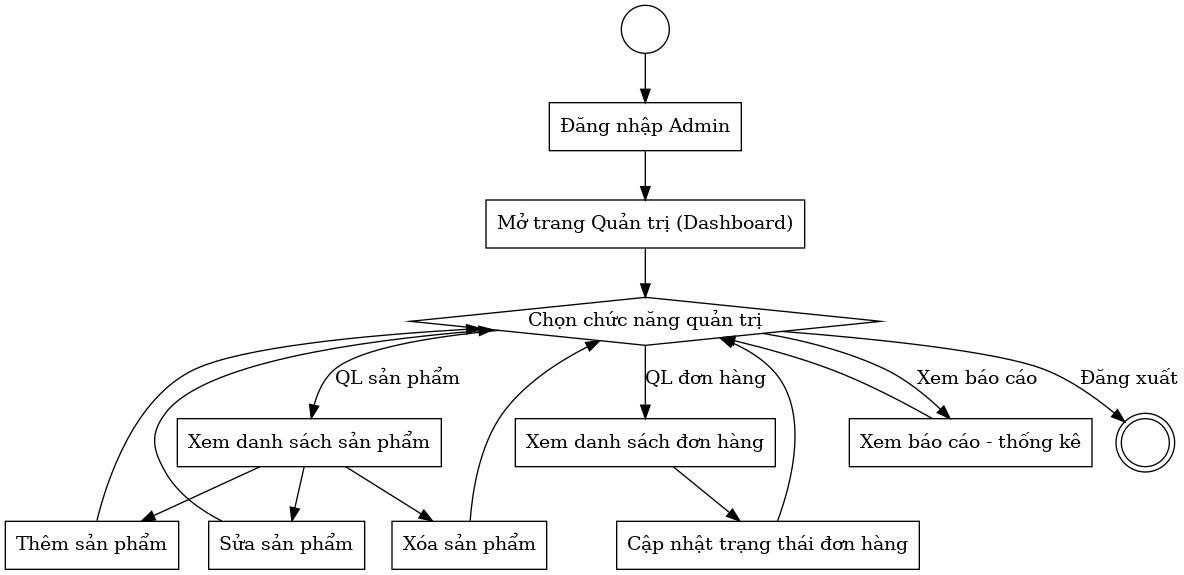 Đăng nhập Admin
Mở trang Quản trị (Dashboard)
Chọn chức năng quản trị
QL sản phẩm
QL đơn hàng
Xem báo cáo
Đăng xuất
Xem danh sách sản phẩm
Xem danh sách đơn hàng
Xem báo cáo - thống kê
Thêm sản phẩm
Sửa sản phẩm
Xóa sản phẩm
Cập nhật trạng thái đơn hàng